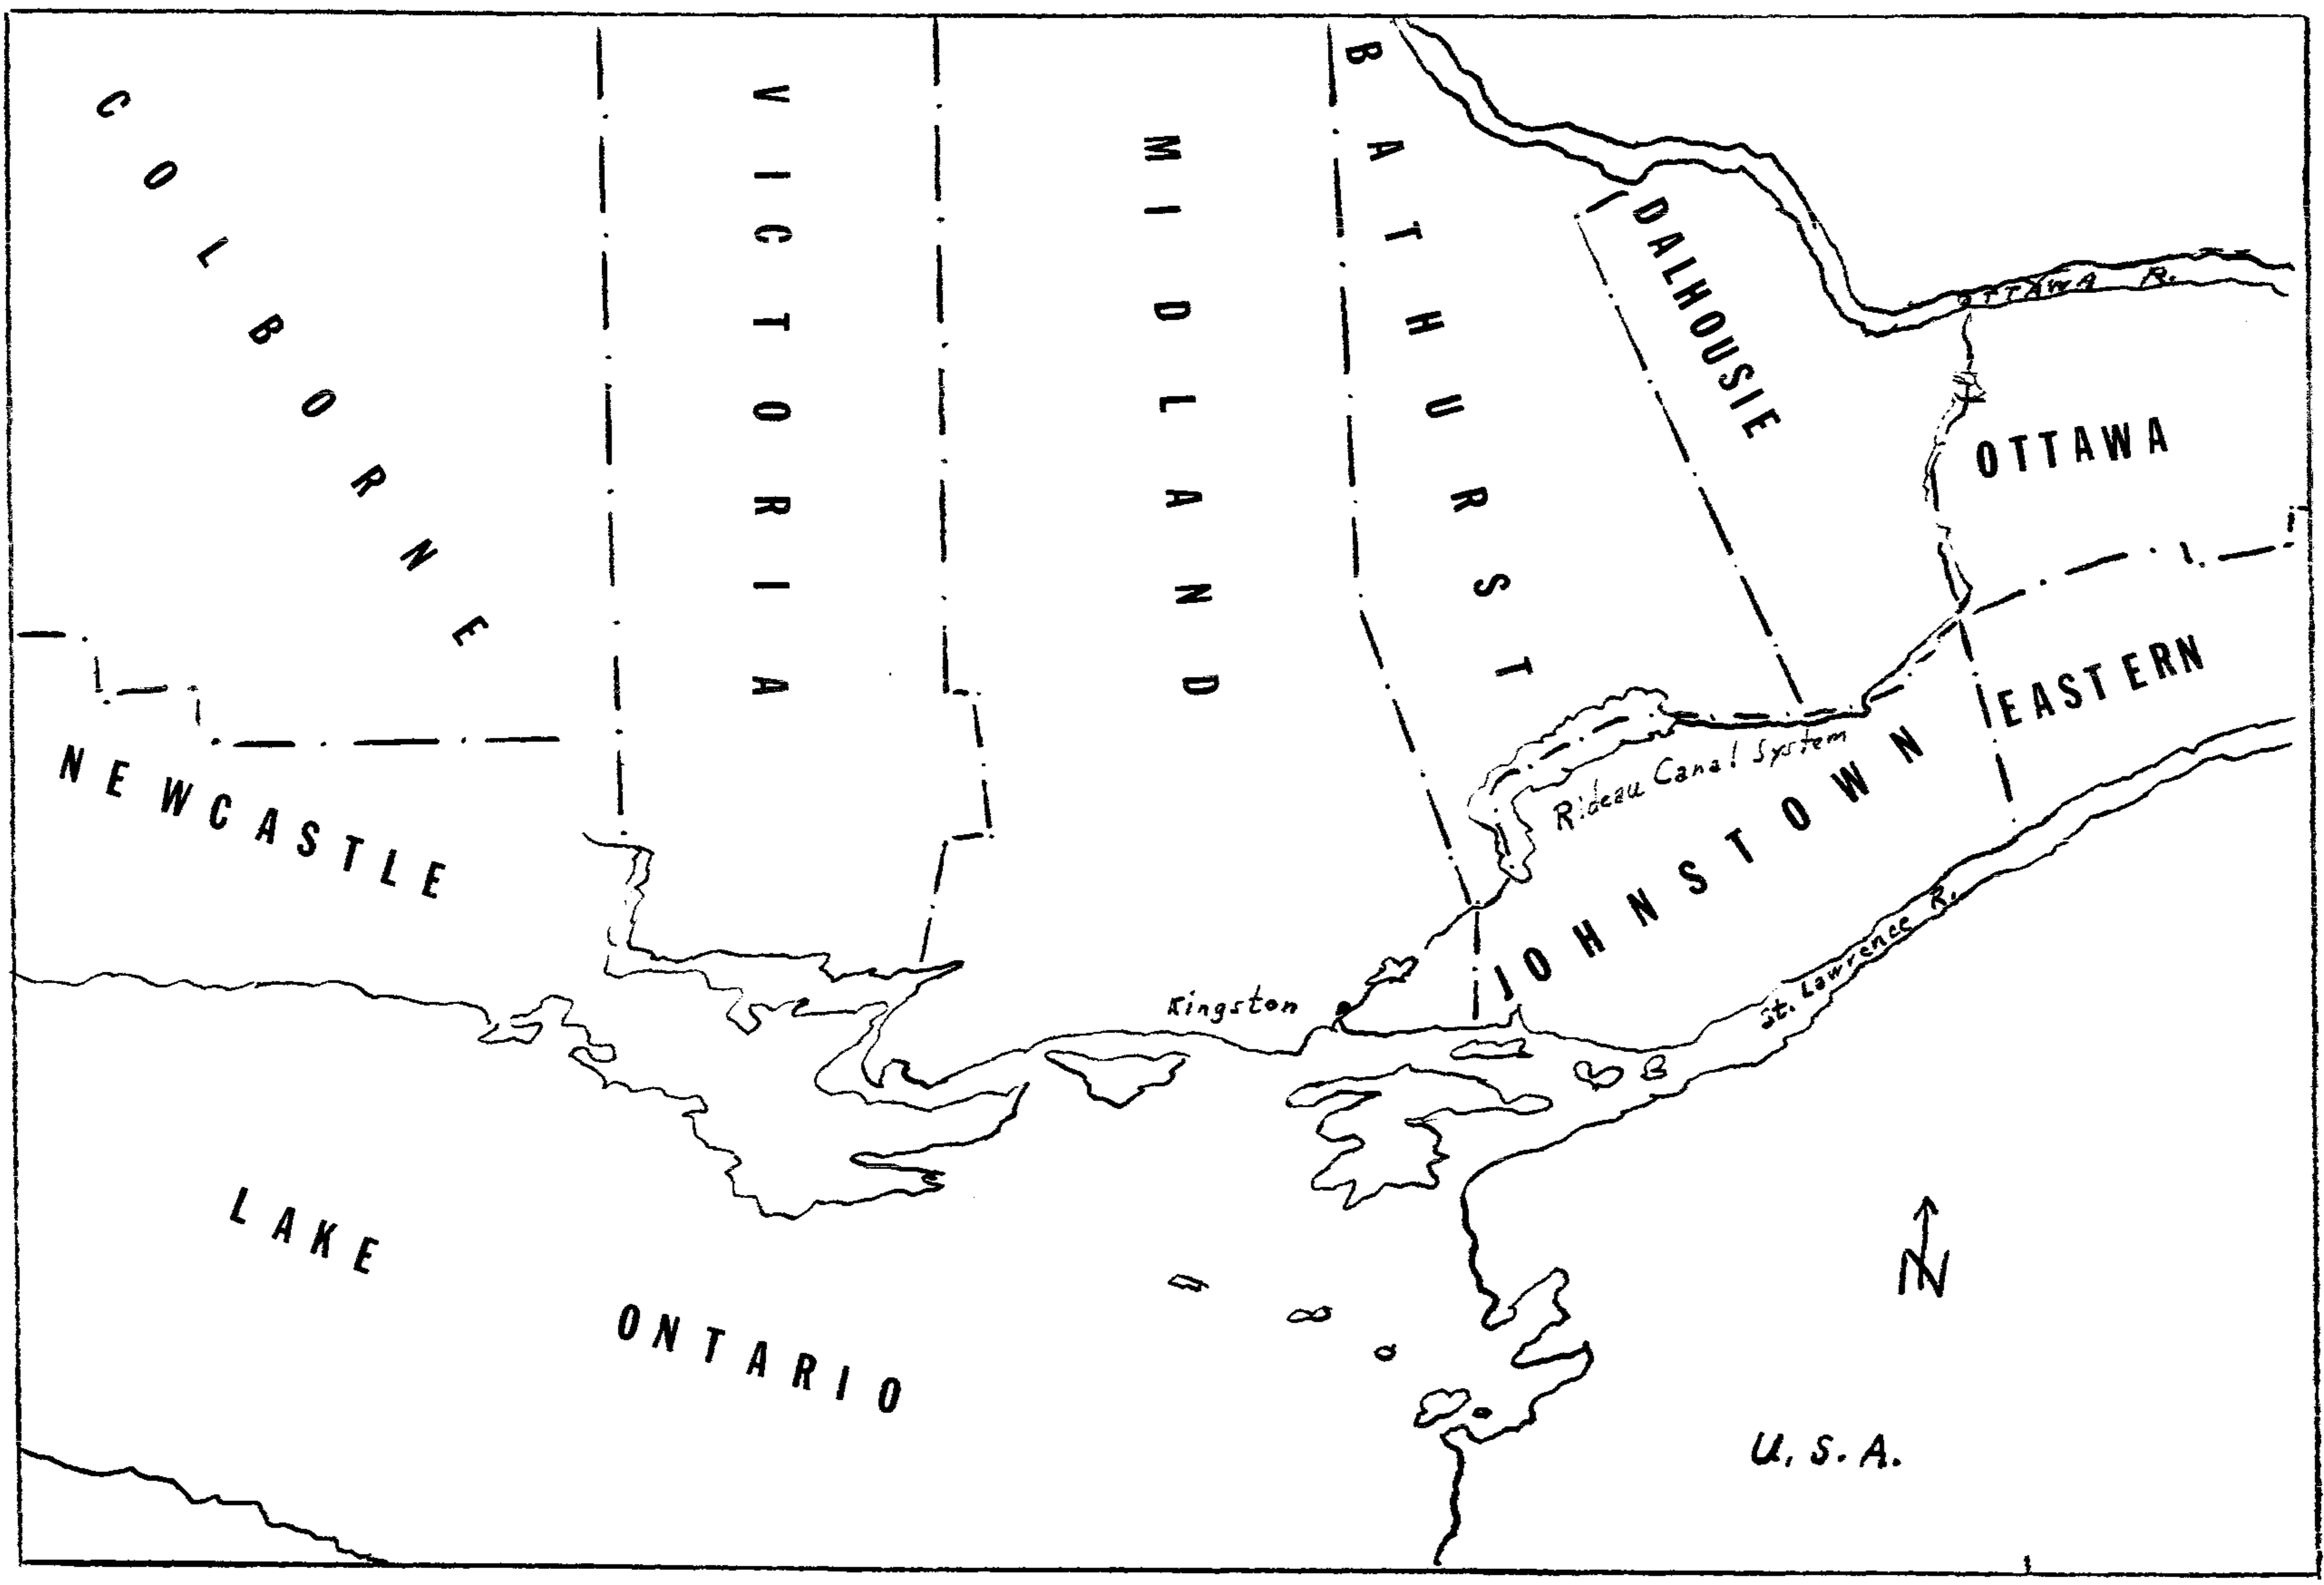 COLBORNE
VICTORIA
MIDLAND
BATHURST
DALHOUSIE
OTTAWA R.
OTTAWA
EASTERN
NEWCASTLE
Rideau Canal System
JOHNSTOWN
St. Lawrence R.
Kingston
LAKE
ONTARIO
N
U.S.A.